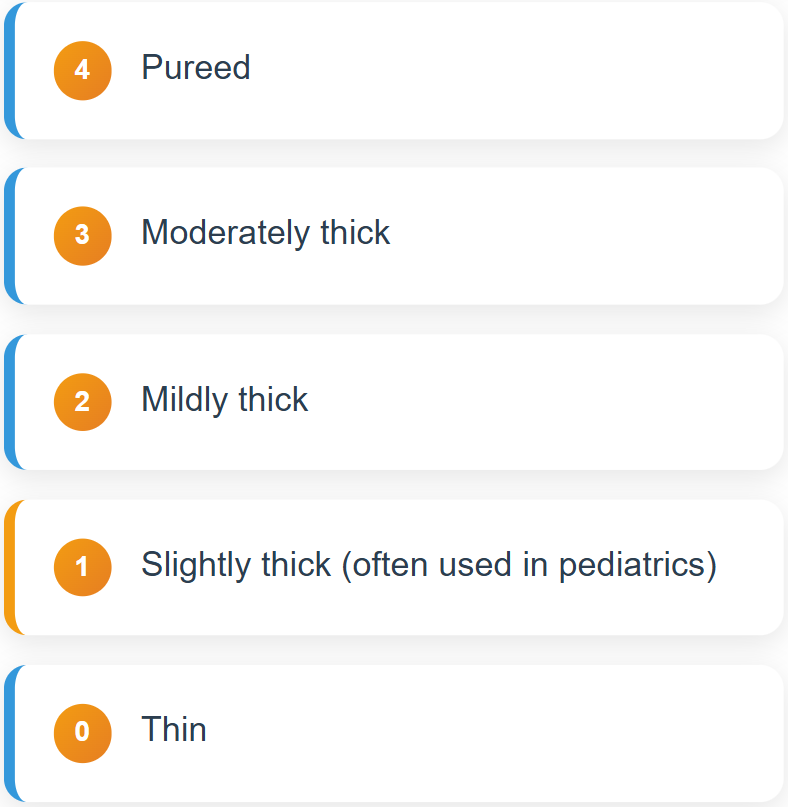 4 Pureed
3 Moderately thick
2 Mildly thick
1 Slightly thick (often used in pediatrics)
0 Thin